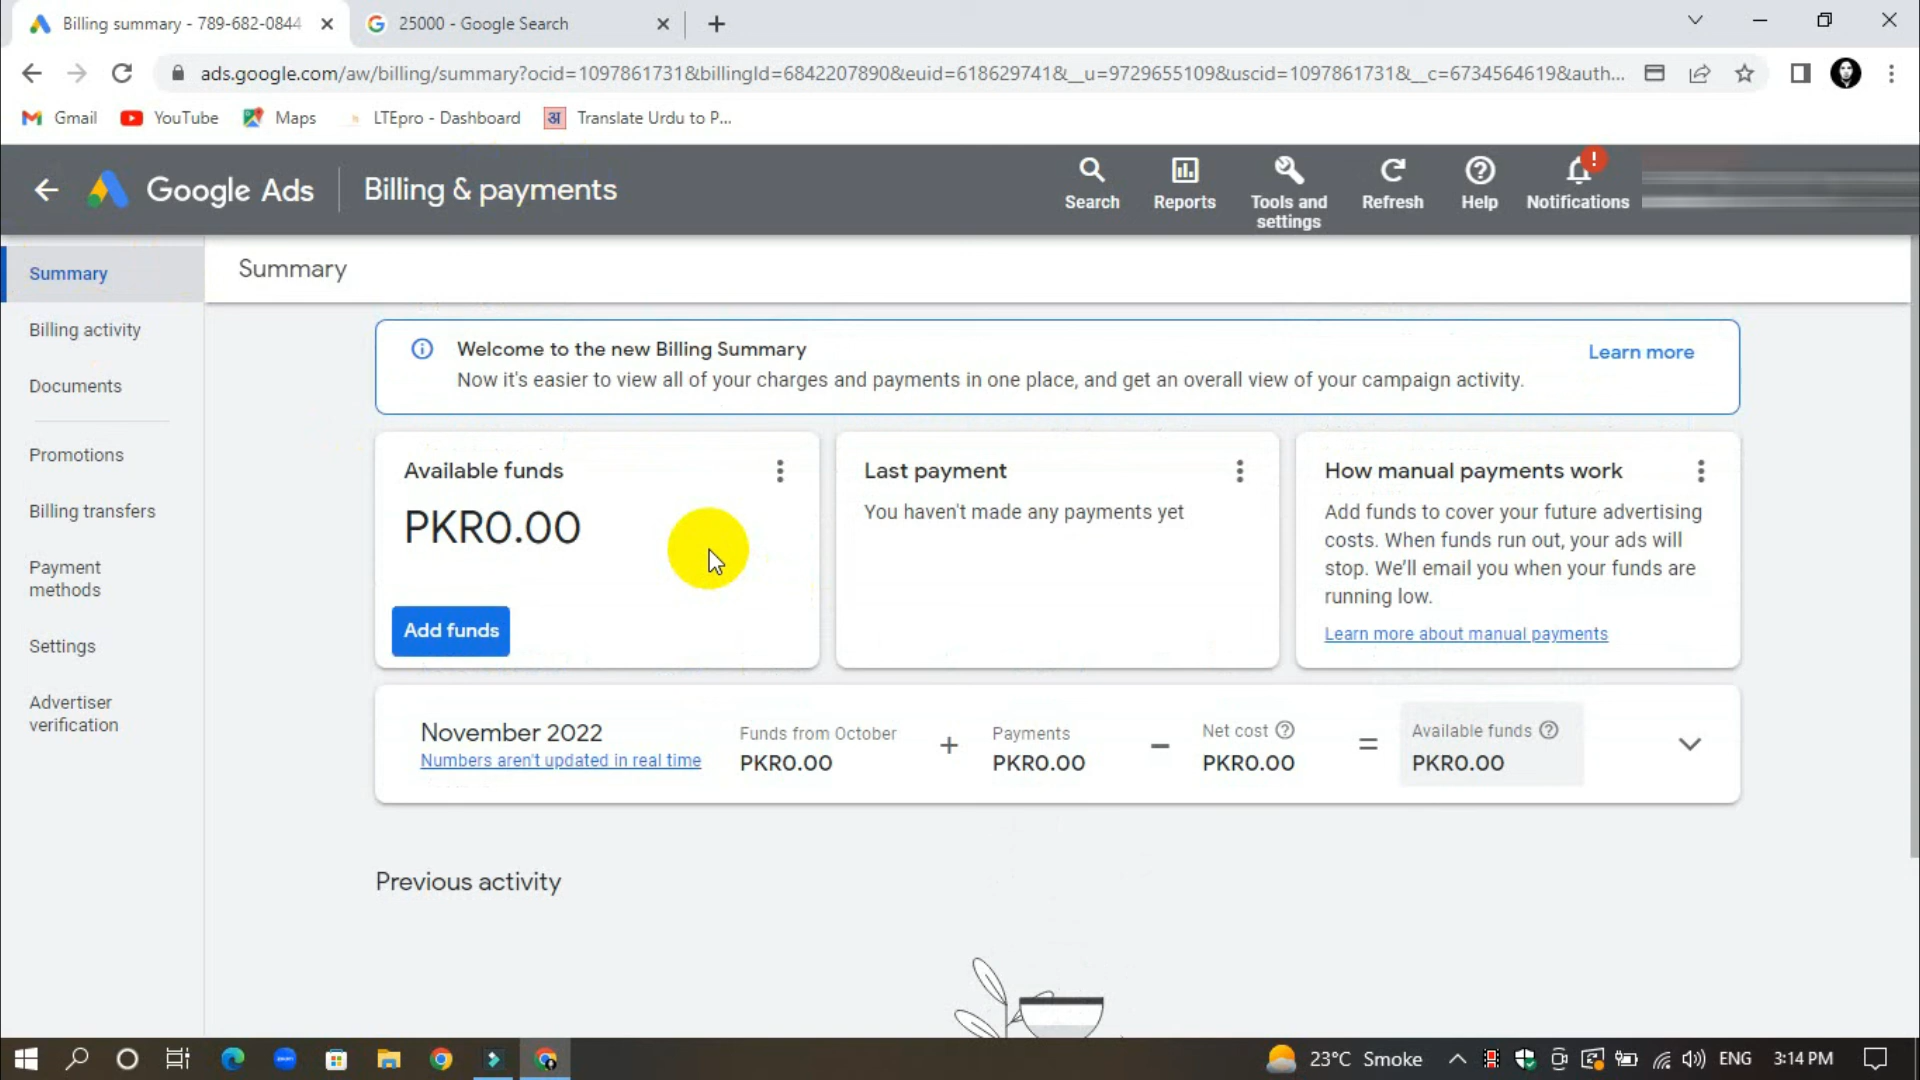 Billing summary - 789-682-0844
25000 - Google Search
ads.google.com/aw/billing/summary?ocid=1097861731&billingId=6842207890&euid=618629741&__u=9729655109&uscid=1097861731&__c=6734564619&auth...
Gmail
YouTube
Maps
LTEpro - Dashboard
अ
Translate Urdu to P...
Google Ads
Billing & payments
Search
Reports
Tools and
settings
Refresh
Help
!
Notifications
Summary
Billing activity
Documents
Promotions
Billing transfers
Payment
methods
Settings
Advertiser
verification
Summary
Welcome to the new Billing Summary
Now it's easier to view all of your charges and payments in one place, and get an overall view of your campaign activity.
Learn more
Available funds
PKR0.00
Add funds
Last payment
You haven't made any payments yet
How manual payments work
Add funds to cover your future advertising
costs. When funds run out, your ads will
stop. We'll email you when your funds are
running low.
Learn more about manual payments
November 2022
Numbers aren't updated in real time
Funds from October
PKR0.00
+
Payments
PKR0.00
−
Net cost
PKR0.00
=
Available funds
PKR0.00
Previous activity
23°C Smoke
ENG
3:14 PM